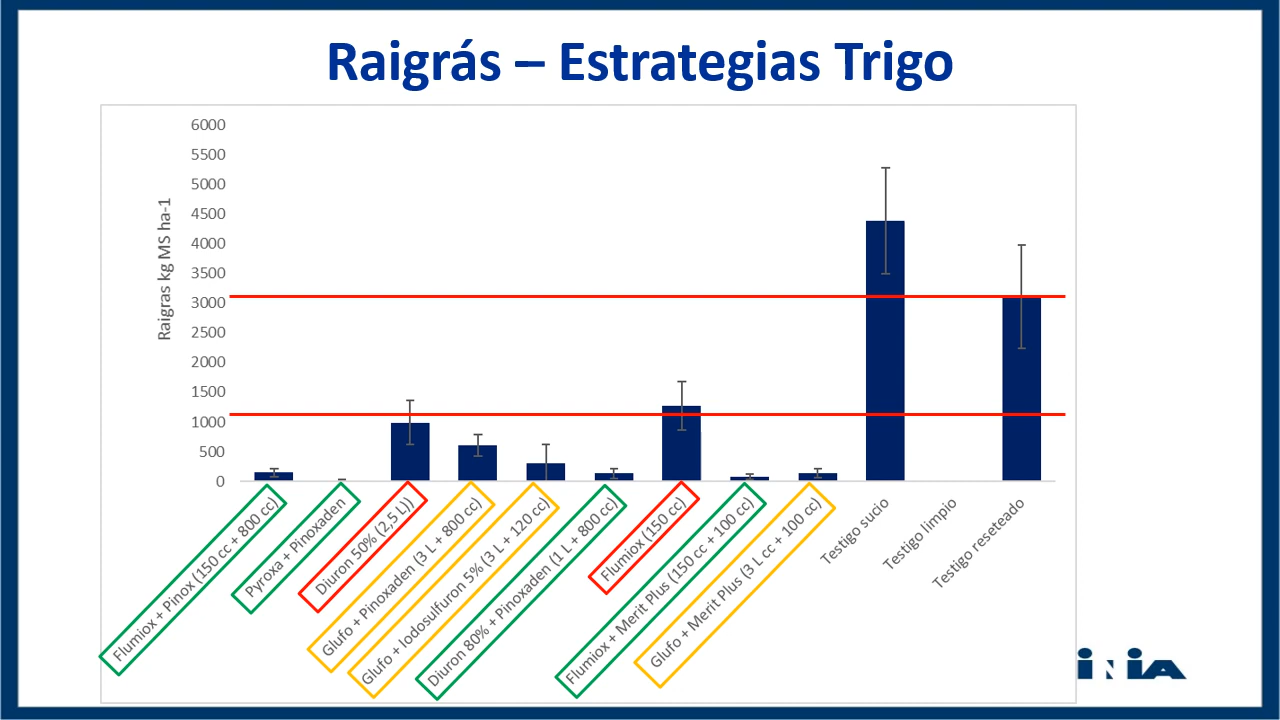 Raigrás – Estrategias Trigo
Raigras kg MS ha-1
6000
5500
5000
4500
4000
3500
3000
2500
2000
1500
1000
500
0
Flumiox + Pinox (150 cc + 800 cc)
Pyroxa + Pinoxaden
Diuron 50% (2,5 L))
Glufo + Pinoxaden (3 L + 800 cc)
Glufo + Iodosulfuron 5% (3 L + 120 cc)
Diuron 80% + Pinoxaden (1 L + 800 cc)
Flumiox (150 cc)
Flumiox + Merit Plus (150 cc + 100 cc)
Glufo + Merit Plus (3 L cc + 100 cc)
Testigo sucio
Testigo limpio
Testigo reseteado
iNiA